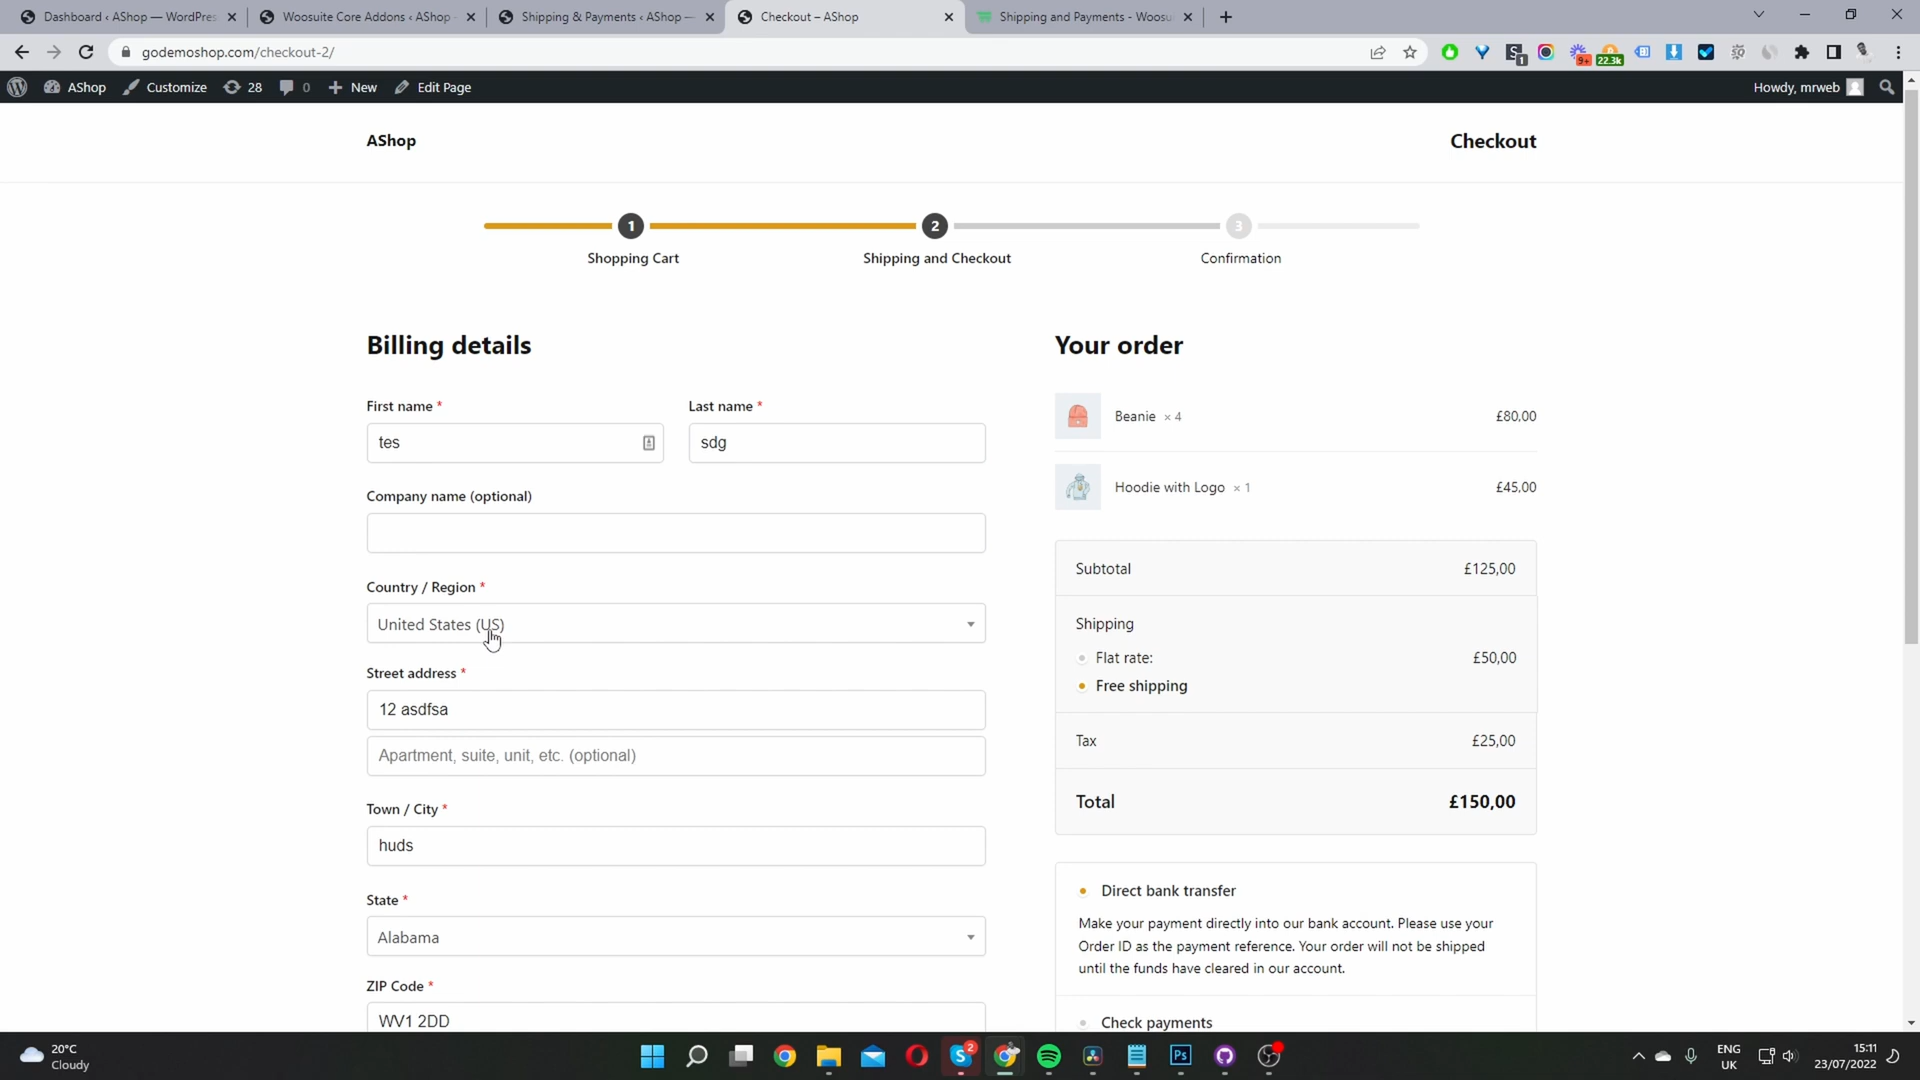 Dashboard ‹ AShop — WordPres
Woosuite Core Addons ‹ AShop
Shipping & Payments ‹ AShop —
Checkout – AShop
Shipping and Payments - Woosu
godemoshop.com/checkout-2/
1
9+
22.3k
AShop
Customize
28
0
New
Edit Page
Howdy, mrweb
AShop
Checkout
1
2
3
Shopping Cart
Shipping and Checkout
Confirmation
Billing details
First name *
Last name *
tes
sdg
Company name (optional)
Country / Region *
United States (US)
Street address *
12 asdfsa
Apartment, suite, unit, etc. (optional)
Town / City *
huds
State *
Alabama
ZIP Code *
WV1 2DD
Your order
Beanie × 4
£80,00
Hoodie with Logo × 1
£45,00
Subtotal
£125,00
Shipping
Flat rate:
£50,00
Free shipping
Tax
£25,00
Total
£150,00
Direct bank transfer
Make your payment directly into our bank account. Please use your
Order ID as the payment reference. Your order will not be shipped
until the funds have cleared in our account.
Check payments
20°C
Cloudy
S
2
Ps
ENG
UK
15:11
23/07/2022